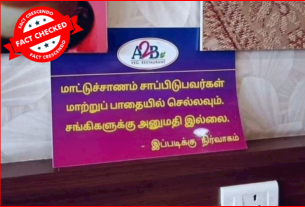 FACT CRESCENDO
FACT CHECKED
FACT CRESCENDO
A2B
VEG RESTAURANT
மாட்டுச்சாணம் சாப்பிடுபவர்கள்
மாற்றுப் பாதையில் செல்லவும்.
சங்கிகளுக்கு அனுமதி இல்லை.
- இப்படிக்கு நிர்வாகம்
1